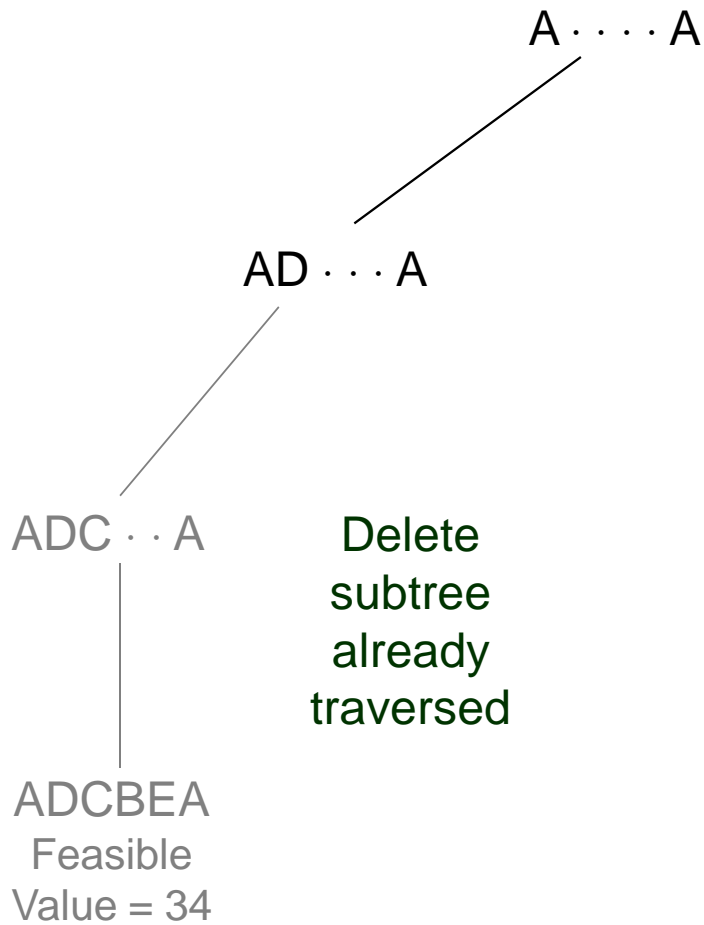 A · · · · A
AD · · · A
ADC · · A
Delete
subtree
already
traversed
ADCBEA
Feasible
Value = 34